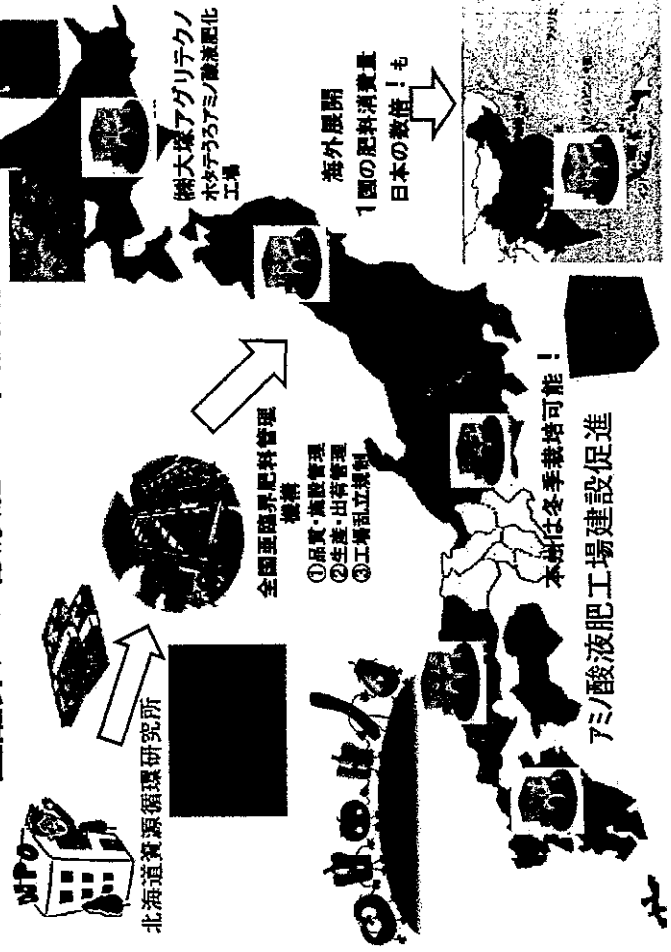 NPO
北海道資源循環研究所
全国亜臨界肥料管理
機構
①品質・施設管理
②生産・出荷管理
③工場乱立規制
㈱大塚アグリテクノ
ホタテうろアミノ酸液肥化
工場
海外展開
1国の肥料消費量
日本の数倍!も
本州は冬季栽培可能!
アミノ酸液肥工場建設促進